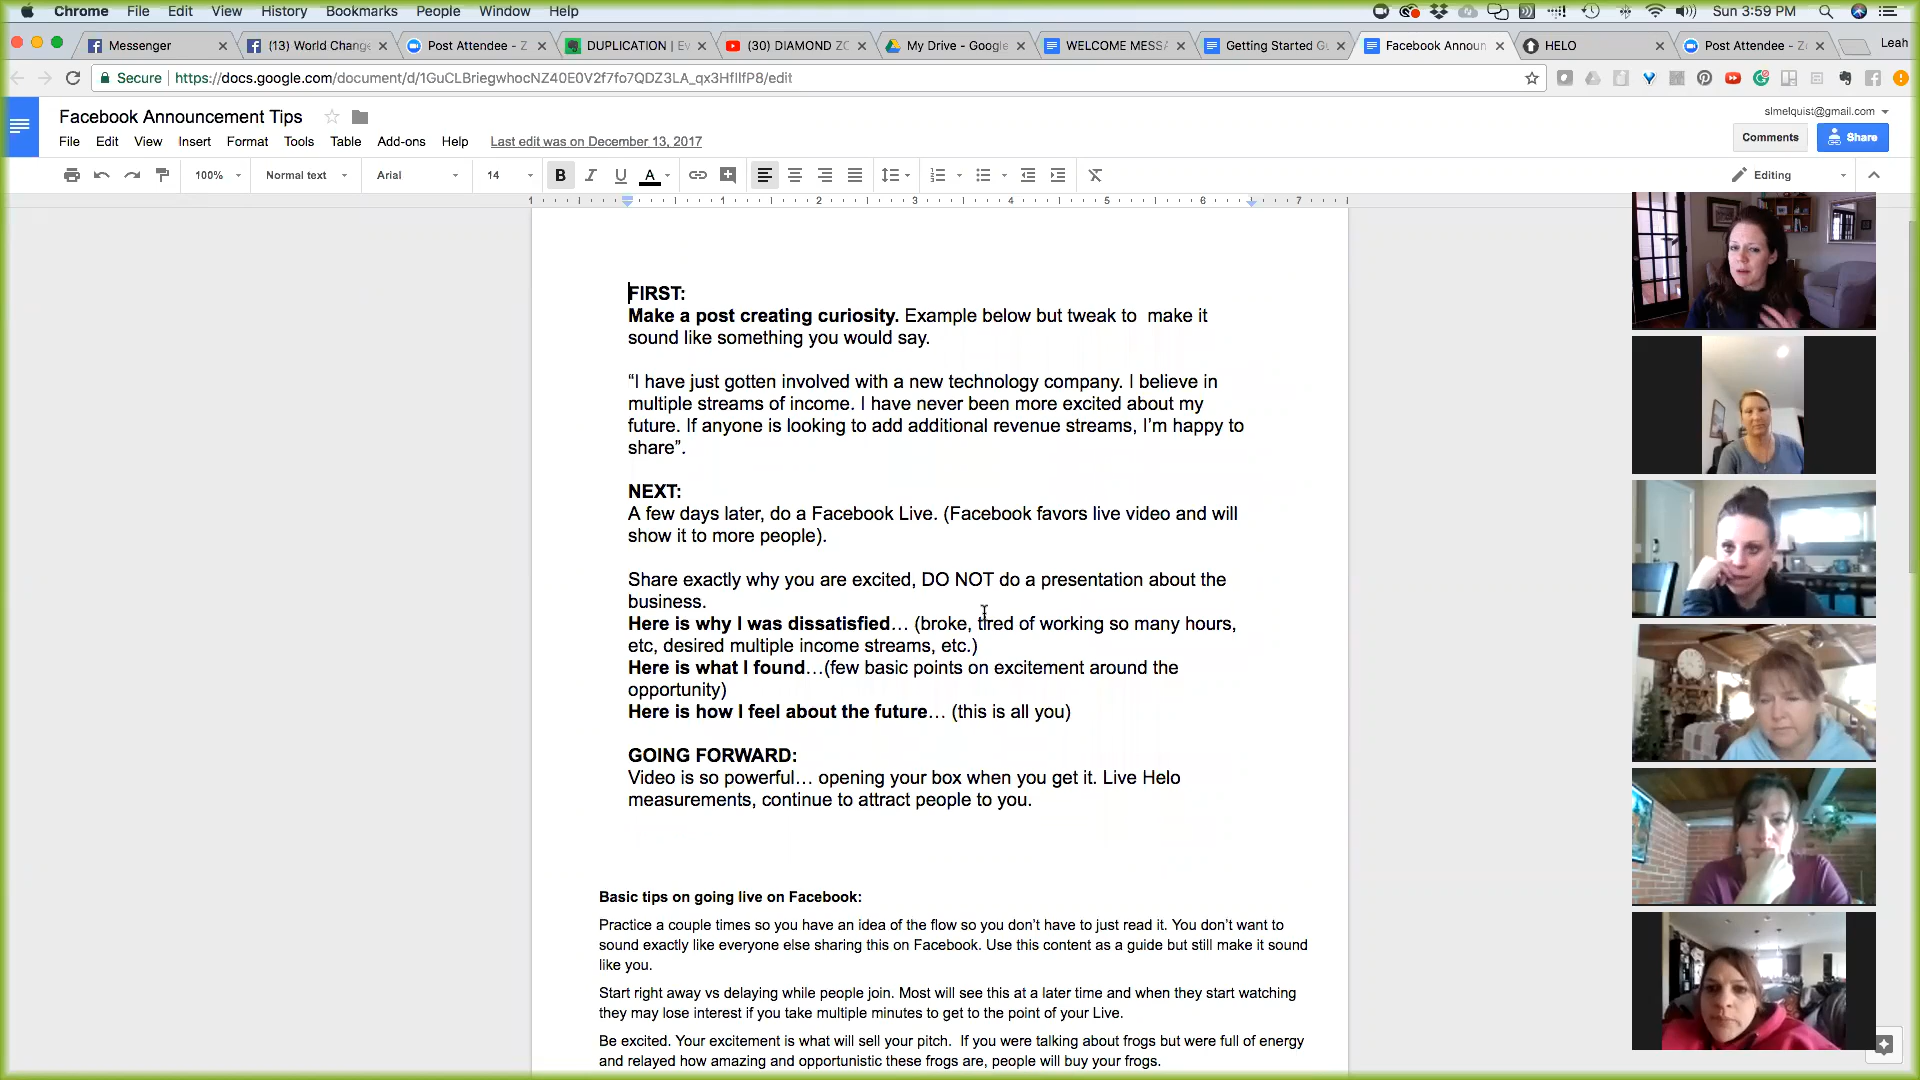 Chrome File Edit View History Bookmarks People Window Help Sun 3:59 PM
Messenger (13) World Change Post Attendee - Z DUPLICATION | Ev (30) DIAMOND ZO My Drive - Google WELCOME MESSA Getting Started Gu Facebook Announ HELO Post Attendee - Zo Leah
Secure https://docs.google.com/document/d/1GuCLBriegwhocNZ40E0V2f7fo7QDZ3LA_qx3HfIlfP8/edit
Facebook Announcement Tips slmelquist@gmail.com
File Edit View Insert Format Tools Table Add-ons Help Last edit was on December 13, 2017 Comments Share
100% Normal text Arial 14 B I U A Editing
1 1 2 3 4 5 6 7
FIRST:
Make a post creating curiosity. Example below but tweak to make it
sound like something you would say.
“I have just gotten involved with a new technology company. I believe in
multiple streams of income. I have never been more excited about my
future. If anyone is looking to add additional revenue streams, I’m happy to
share”.
NEXT:
A few days later, do a Facebook Live. (Facebook favors live video and will
show it to more people).
Share exactly why you are excited, DO NOT do a presentation about the
business.
Here is why I was dissatisfied… (broke, tired of working so many hours,
etc, desired multiple income streams, etc.)
Here is what I found…(few basic points on excitement around the
opportunity)
Here is how I feel about the future… (this is all you)
GOING FORWARD:
Video is so powerful… opening your box when you get it. Live Helo
measurements, continue to attract people to you.
Basic tips on going live on Facebook:
Practice a couple times so you have an idea of the flow so you don’t have to just read it. You don’t want to
sound exactly like everyone else sharing this on Facebook. Use this content as a guide but still make it sound
like you.
Start right away vs delaying while people join. Most will see this at a later time and when they start watching
they may lose interest if you take multiple minutes to get to the point of your Live.
Be excited. Your excitement is what will sell your pitch. If you were talking about frogs but were full of energy
and relayed how amazing and opportunistic these frogs are, people will buy your frogs.